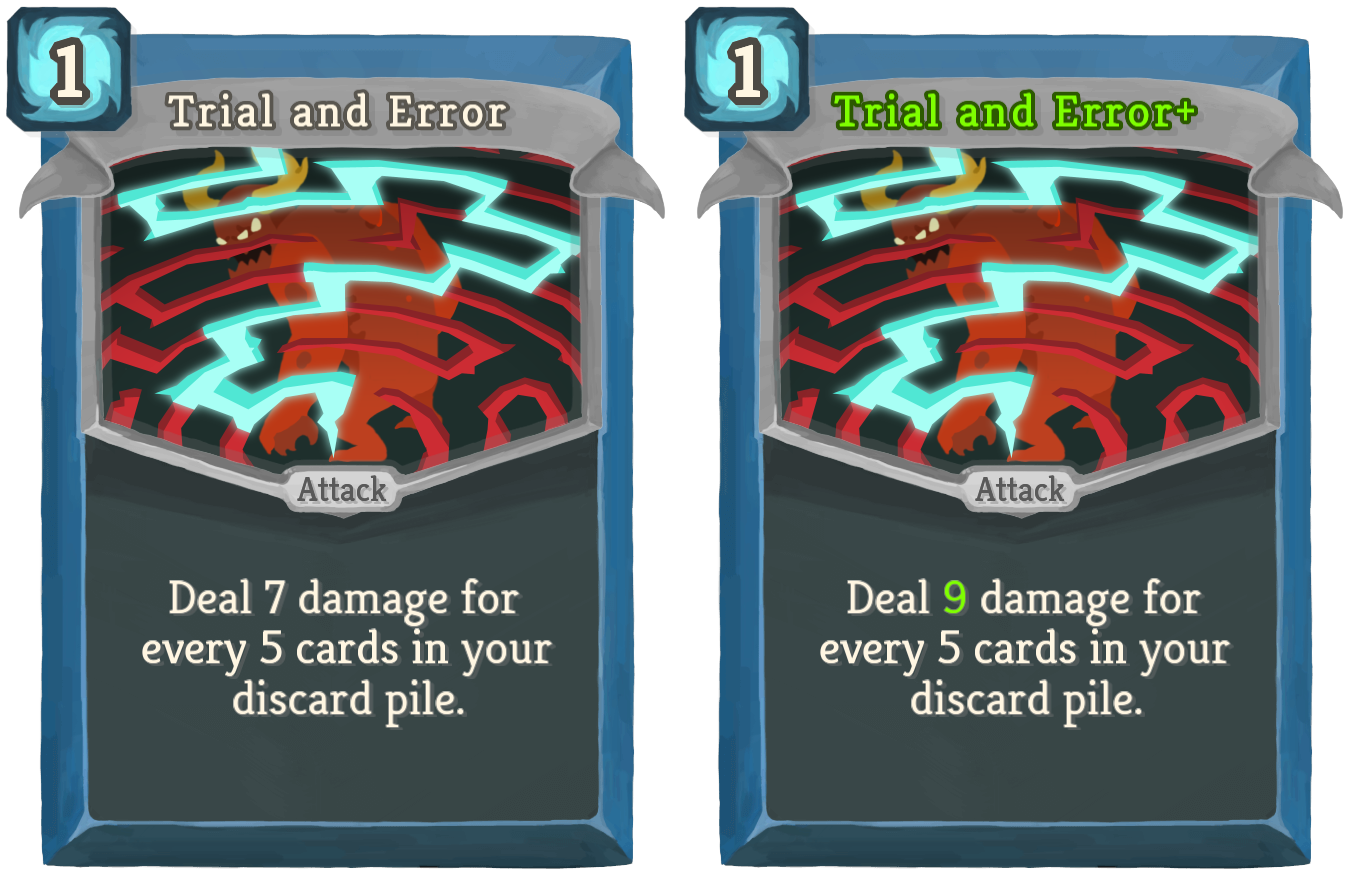 1
Trial and Error
Attack
Deal 7 damage for
every 5 cards in your
discard pile.
1
Trial and Error+
Attack
Deal 9 damage for
every 5 cards in your
discard pile.